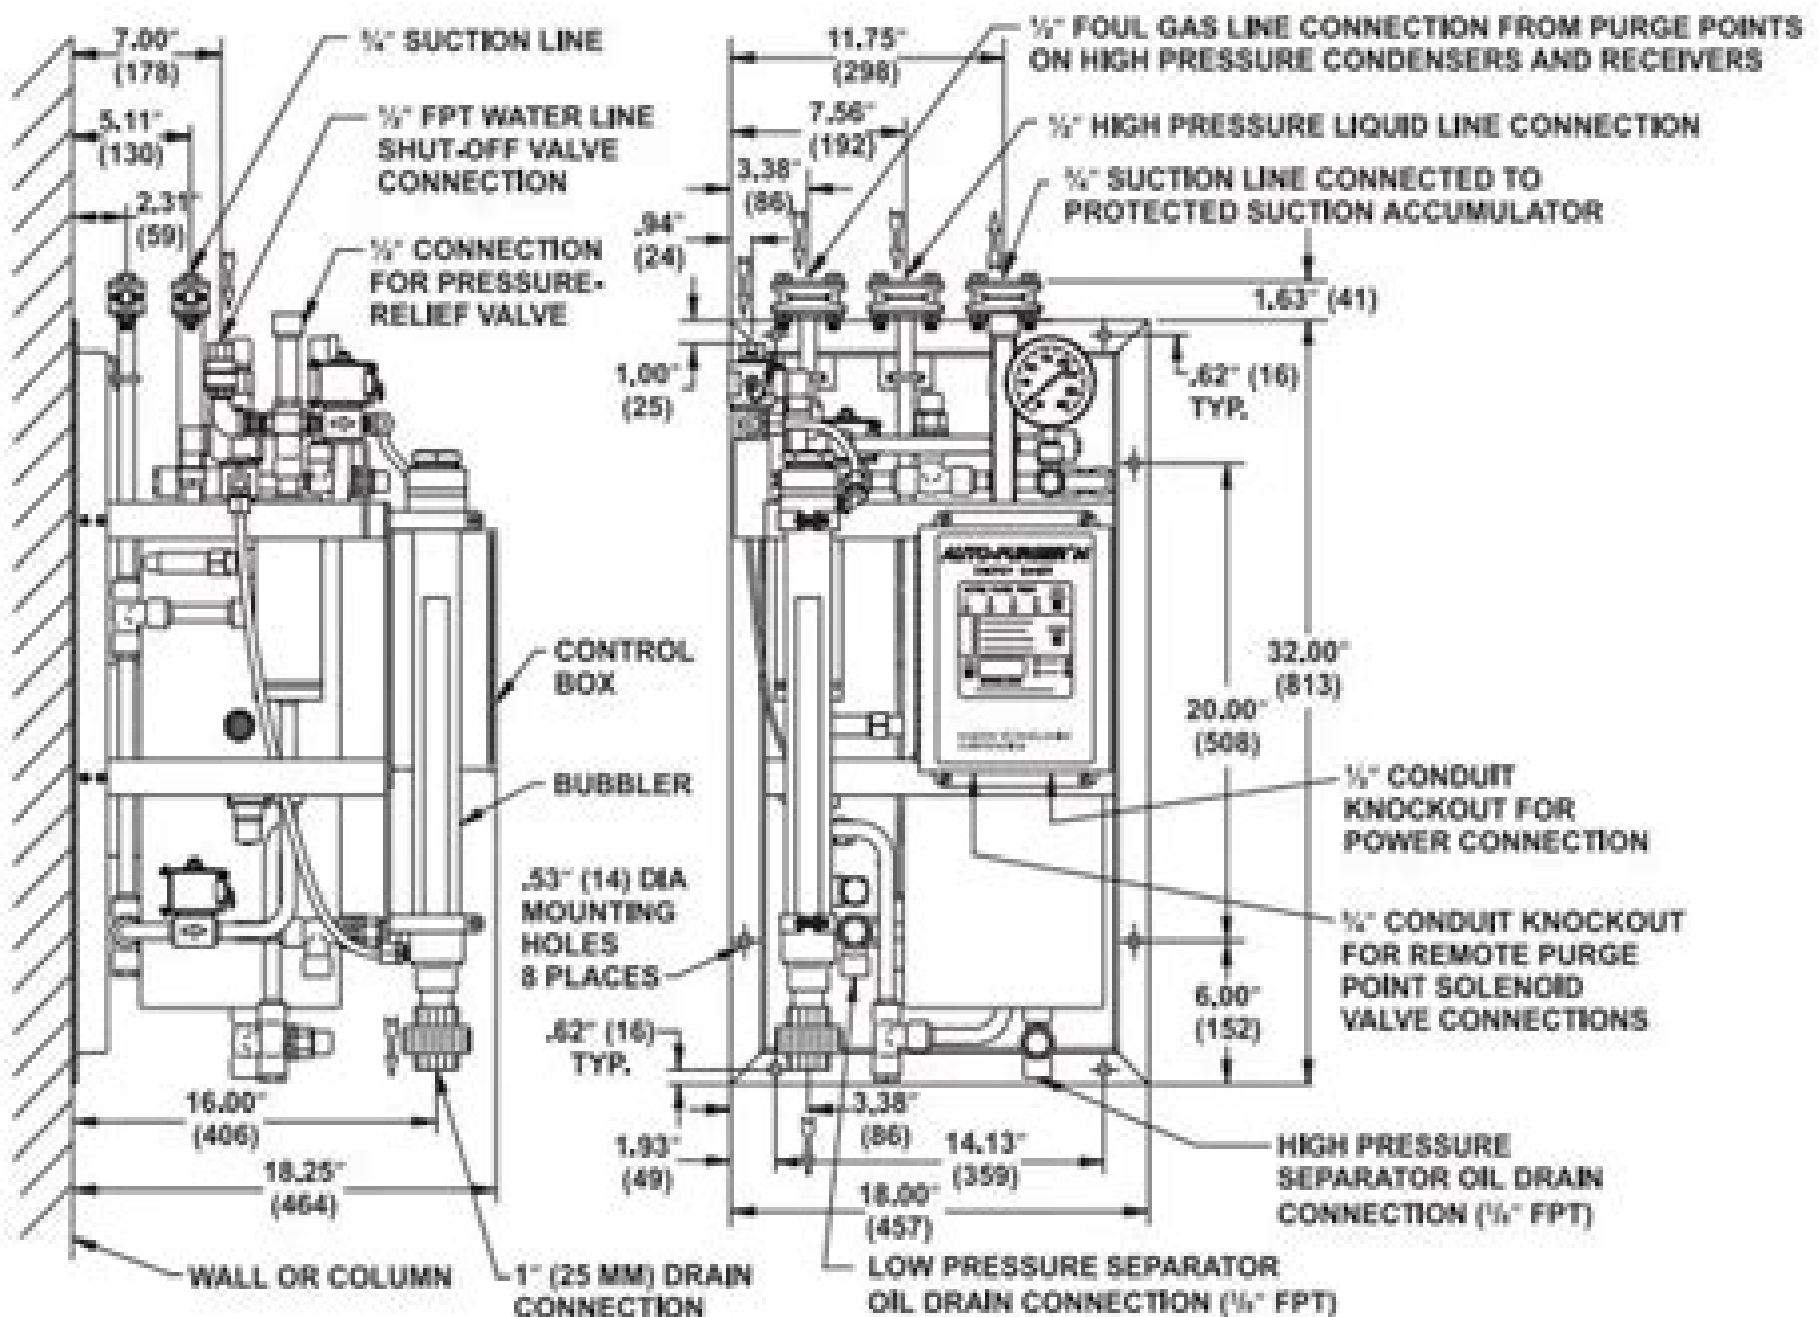 7.00"
(178)
¾" SUCTION LINE
5.11"
(130)
½" FPT WATER LINE
SHUT-OFF VALVE
CONNECTION
2.31"
(59)
½" CONNECTION
FOR PRESSURE-
RELIEF VALVE
CONTROL
BOX
BUBBLER
16.00"
(406)
18.25"
(464)
WALL OR COLUMN
1" (25 MM) DRAIN
CONNECTION
11.75"
(298)
½" FOUL GAS LINE CONNECTION FROM PURGE POINTS
ON HIGH PRESSURE CONDENSERS AND RECEIVERS
7.56"
(192)
½" HIGH PRESSURE LIQUID LINE CONNECTION
3.38"
(86)
¾" SUCTION LINE CONNECTED TO
PROTECTED SUCTION ACCUMULATOR
.94"
(24)
1.63" (41)
1.00"
(25)
.62" (16)
TYP.
AUTO-PURGER
32.00"
(813)
20.00"
(508)
½" CONDUIT
KNOCKOUT FOR
POWER CONNECTION
.53" (14) DIA
MOUNTING
HOLES
8 PLACES
CONDUIT KNOCKOUT
FOR REMOTE PURGE
POINT SOLENOID
VALVE CONNECTIONS
6.00"
(152)
.62" (16)
TYP.
3.38"
(86)
1.93"
(49)
14.13"
(359)
18.00"
(457)
HIGH PRESSURE
SEPARATOR OIL DRAIN
CONNECTION FPT)
LOW PRESSURE SEPARATOR
OIL DRAIN CONNECTION FPT)